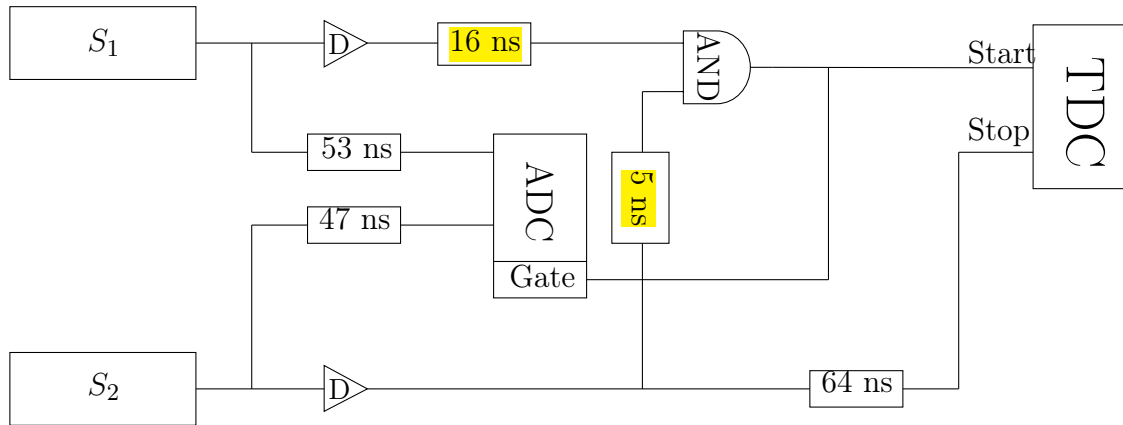 S1
D
16 ns
AND
Start
TDC
Stop
53 ns
ADC
5 ns
47 ns
Gate
S2
D
64 ns